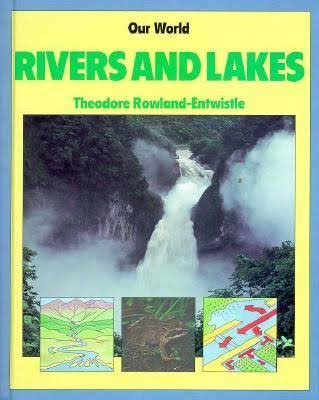 Our World
RIVERS AND LAKES
Theodore Rowland-Entwistle